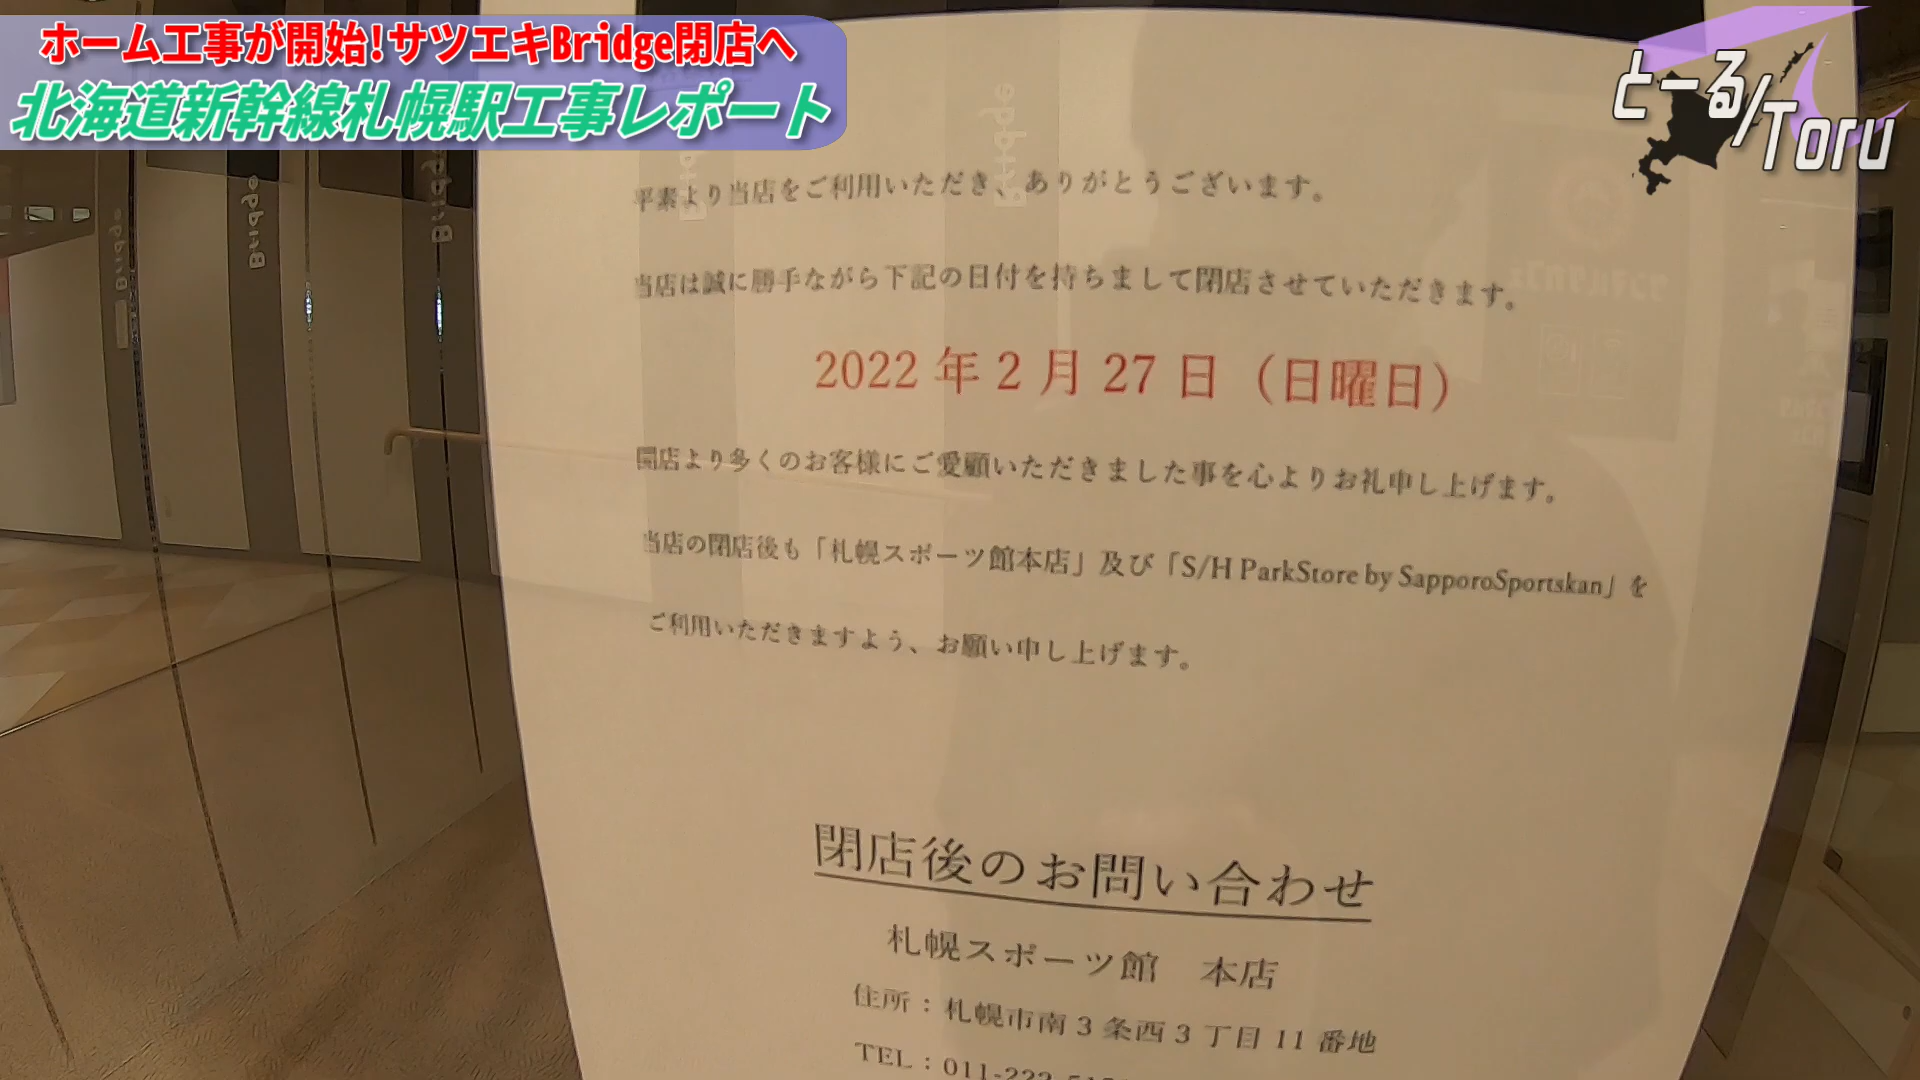 ホーム工事が開始!サツエキBridge閉店へ
北海道新幹線札幌駅工事レポート
とーる/Toru
平素より当店をご利用いただき、ありがとうございます。
当店は誠に勝手ながら下記の日付を持ちまして閉店させていただきます。
2022年2月27日（日曜日）
開店より多くのお客様にご愛顧いただきました事を心よりお礼申し上げます。
当店の閉店後も「札幌スポーツ館本店」及び「S/H ParkStore by SapporoSportskan」を
ご利用いただきますよう、お願い申し上げます。
閉店後のお問い合わせ
札幌スポーツ館　本店
住所：札幌市南3条西3丁目11番地
TEL：011-222-
Bridge
Bridge